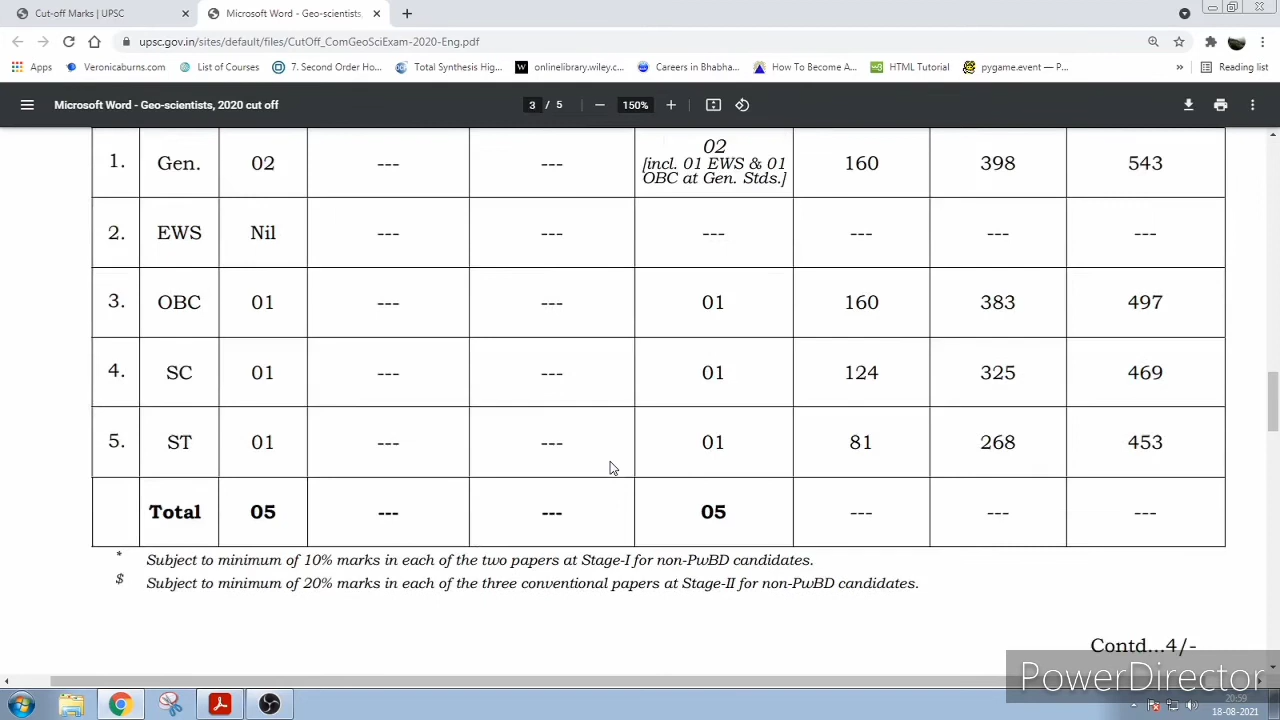 Cut-off Marks | UPSC
Microsoft Word - Geo-scientists,
upsc.gov.in/sites/default/files/CutOff_ComGeoSciExam-2020-Eng.pdf
Apps Veronicaburns.com List of Courses 7. Second Order Ho... Total Synthesis Hig... onlinelibrary.wiley.c... Careers in Bhabha... How To Become A... HTML Tutorial pygame.event — P... » Reading list
Microsoft Word - Geo-scientists, 2020 cut off 3 / 5 150%
1. Gen. 02 --- --- 02 [incl. 01 EWS & 01 OBC at Gen. Stds.] 160 398 543
2. EWS Nil --- --- --- --- --- ---
3. OBC 01 --- --- 01 160 383 497
4. SC 01 --- --- 01 124 325 469
5. ST 01 --- --- 01 81 268 453
Total 05 --- --- 05 --- --- ---
* Subject to minimum of 10% marks in each of the two papers at Stage-I for non-PwBD candidates.
$ Subject to minimum of 20% marks in each of the three conventional papers at Stage-II for non-PwBD candidates.
Contd...4/-
PowerDirector
20:59
18-08-2021